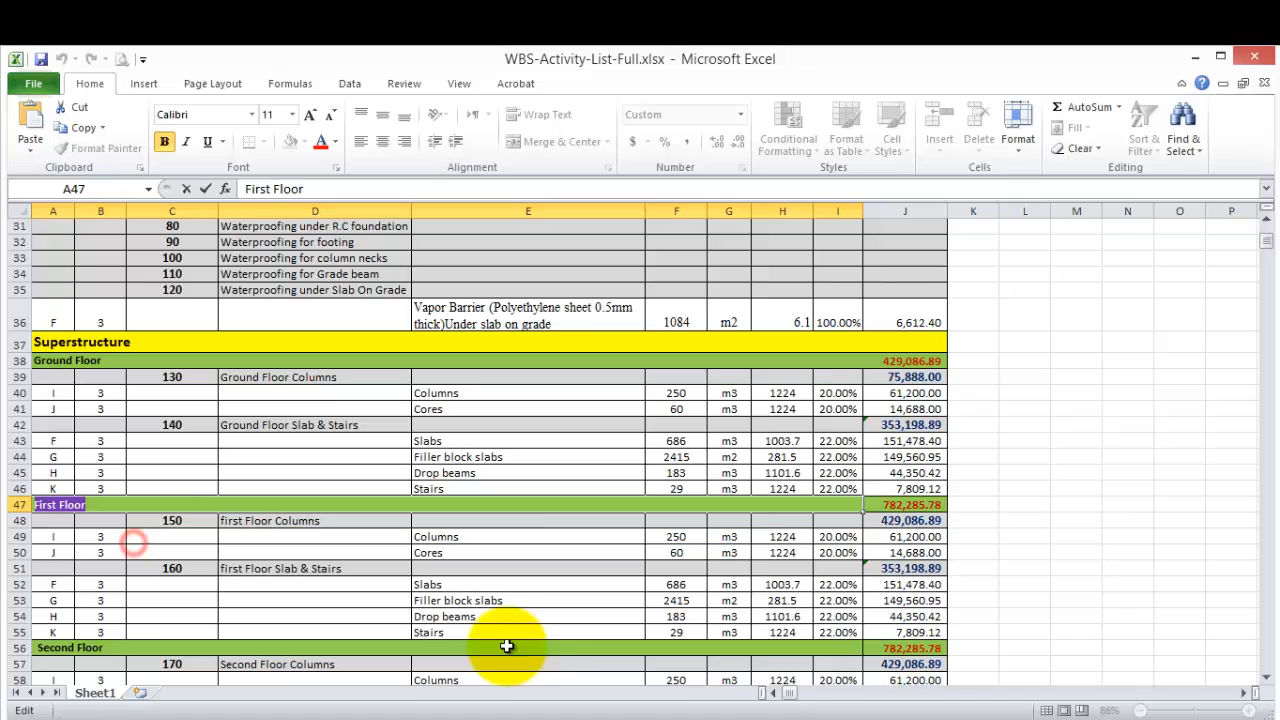 WBS-Activity-List-Full.xlsx - Microsoft Excel
File Home Insert Page Layout Formulas Data Review View Acrobat
Paste
Cut
Copy
Format Painter
Clipboard
Calibri 11
B I U
Font
Wrap Text
Merge & Center
Alignment
Custom
$ % ,
Number
Conditional Formatting
Format as Table
Cell Styles
Styles
Insert
Delete
Format
Cells
AutoSum
Fill
Clear
Sort & Filter
Find & Select
Editing
A47 First Floor
A B C D E F G H I J K L M N O P
31 80 Waterproofing under R.C foundation
32 90 Waterproofing for footing
33 100 Waterproofing for column necks
34 110 Waterproofing for Grade beam
35 120 Waterproofing under Slab On Grade
Vapor Barrier (Polyethylene sheet 0.5mm
36 F 3 thick)Under slab on grade 1084 m2 6.1 100.00% 6,612.40
37 Superstructure
38 Ground Floor 429,086.89
39 130 Ground Floor Columns 75,888.00
40 I 3 Columns 250 m3 1224 20.00% 61,200.00
41 J 3 Cores 60 m3 1224 20.00% 14,688.00
42 140 Ground Floor Slab & Stairs 353,198.89
43 F 3 Slabs 686 m3 1003.7 22.00% 151,478.40
44 G 3 Filler block slabs 2415 m2 281.5 22.00% 149,560.95
45 H 3 Drop beams 183 m3 1101.6 22.00% 44,350.42
46 K 3 Stairs 29 m3 1224 22.00% 7,809.12
47 First Floor 782,285.78
48 150 first Floor Columns 429,086.89
49 I 3 Columns 250 m3 1224 20.00% 61,200.00
50 J 3 Cores 60 m3 1224 20.00% 14,688.00
51 160 first Floor Slab & Stairs 353,198.89
52 F 3 Slabs 686 m3 1003.7 22.00% 151,478.40
53 G 3 Filler block slabs 2415 m2 281.5 22.00% 149,560.95
54 H 3 Drop beams 183 m3 1101.6 22.00% 44,350.42
55 K 3 Stairs 29 m3 1224 22.00% 7,809.12
56 Second Floor 782,285.78
57 170 Second Floor Columns 429,086.89
58 I 3 Columns 250 m3 1224 20.00% 61,200.00
Sheet1
Edit 86%